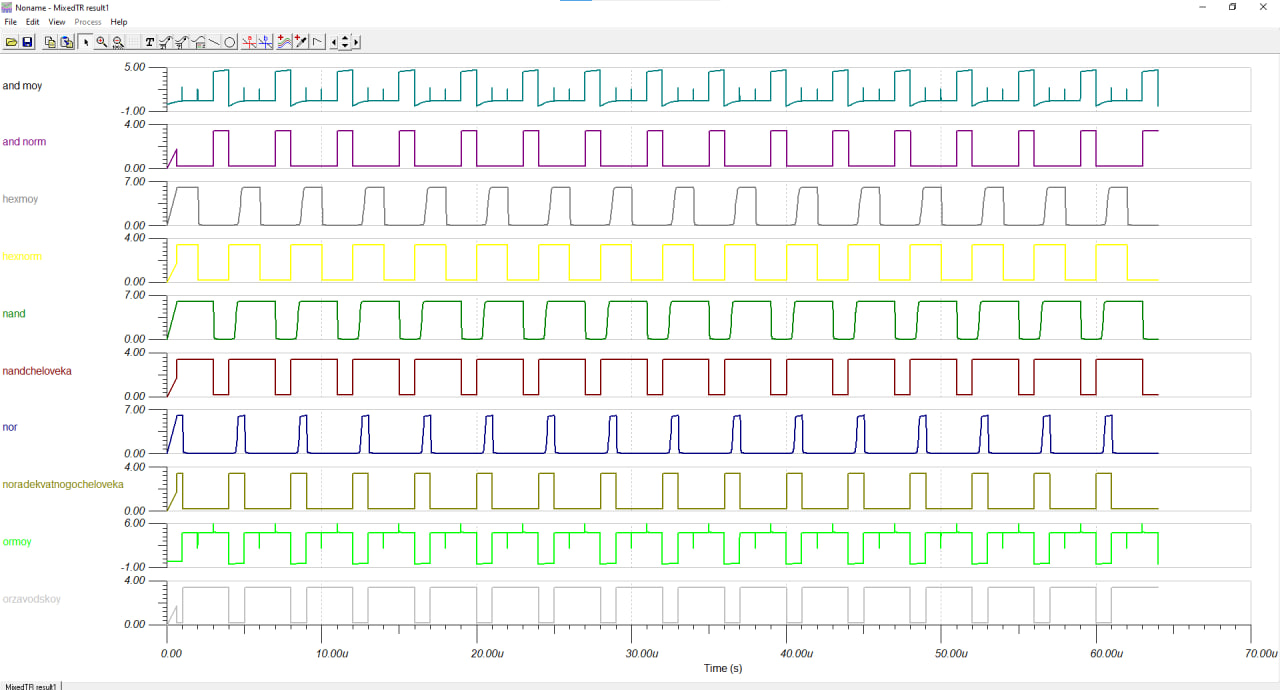 Noname - MixedTR result1
File Edit View Process Help
and moy
5.00
-1.00
and norm
4.00
0.00
hexmoy
7.00
0.00
hexnorm
4.00
0.00
nand
7.00
0.00
nandcheloveka
4.00
0.00
nor
7.00
0.00
noradekvatnogocheloveka
4.00
0.00
ormoy
6.00
-1.00
orzavodskoy
4.00
0.00
0.00 10.00u 20.00u 30.00u 40.00u 50.00u 60.00u 70.00u
Time (s)
MixedTR result1